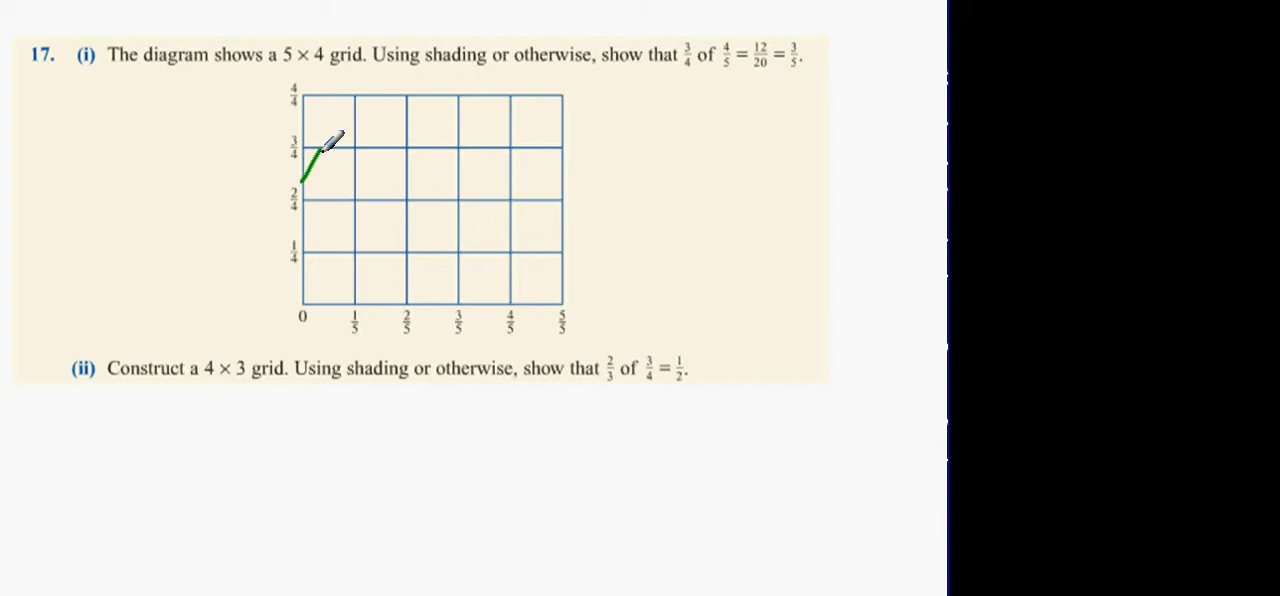 17. (i) The diagram shows a 5 × 4 grid. Using shading or otherwise, show that 3/4 of 4/5 = 12/20 = 3/5.
4/4
3/4
2/4
1/4
0 1/5 2/5 3/5 4/5 5/5
(ii) Construct a 4 × 3 grid. Using shading or otherwise, show that 2/3 of 3/4 = 1/2.